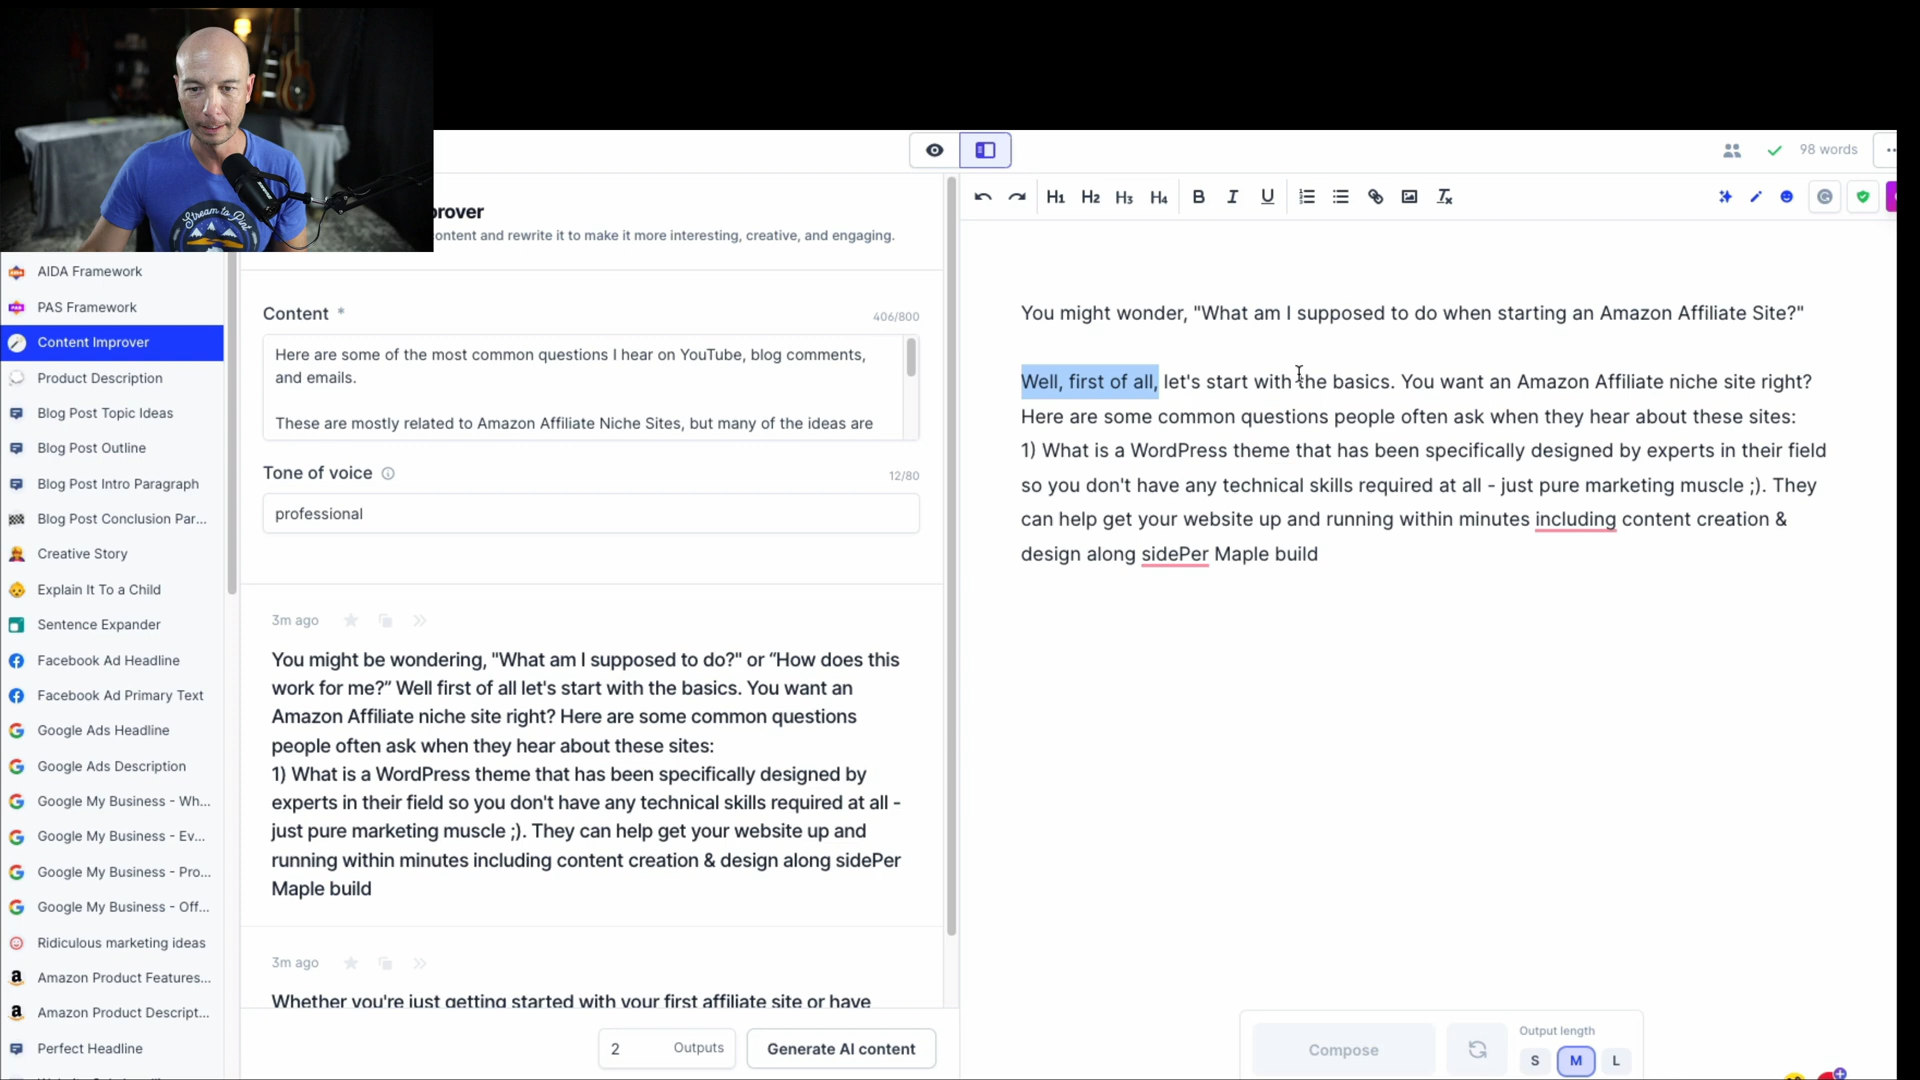 Stream to Pint
98 words
prover
ontent and rewrite it to make it more interesting, creative, and engaging.
H1 H2 H3 H4 B I U
AIDA Framework
PAS Framework
Content Improver
Product Description
Blog Post Topic Ideas
Blog Post Outline
Blog Post Intro Paragraph
Blog Post Conclusion Par...
Creative Story
Explain It To a Child
Sentence Expander
Facebook Ad Headline
Facebook Ad Primary Text
Google Ads Headline
Google Ads Description
Google My Business - Wh...
Google My Business - Ev...
Google My Business - Pro...
Google My Business - Off...
Ridiculous marketing ideas
Amazon Product Features...
Amazon Product Descript...
Perfect Headline
Content *
406/800
Here are some of the most common questions I hear on YouTube, blog comments,
and emails.
These are mostly related to Amazon Affiliate Niche Sites, but many of the ideas are
Tone of voice
12/80
professional
3m ago
You might be wondering, "What am I supposed to do?" or “How does this
work for me?” Well first of all let's start with the basics. You want an
Amazon Affiliate niche site right? Here are some common questions
people often ask when they hear about these sites:
1) What is a WordPress theme that has been specifically designed by
experts in their field so you don't have any technical skills required at all -
just pure marketing muscle ;). They can help get your website up and
running within minutes including content creation & design along sidePer
Maple build
3m ago
Whether you're just getting started with your first affiliate site or have
2 Outputs
Generate AI content
You might wonder, "What am I supposed to do when starting an Amazon Affiliate Site?"
Well, first of all, let's start with the basics. You want an Amazon Affiliate niche site right?
Here are some common questions people often ask when they hear about these sites:
1) What is a WordPress theme that has been specifically designed by experts in their field
so you don't have any technical skills required at all - just pure marketing muscle ;). They
can help get your website up and running within minutes including content creation &
design along sidePer Maple build
Compose
Output length
S M L